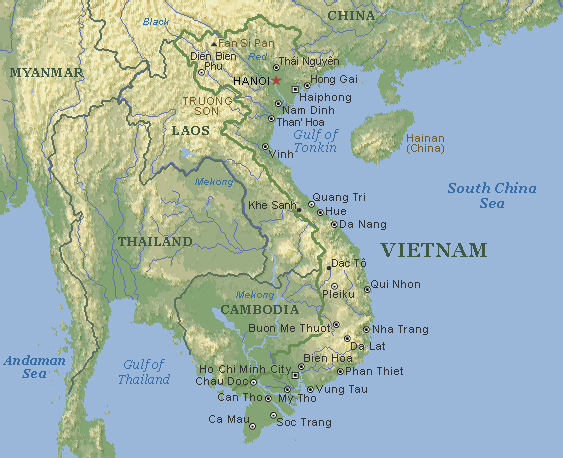 CHINA
Black
Fan Si Pan
Red
Dien Bien
Phu
Thái Nguyên
MYANMAR
HANOI
Hong Gai
Haiphong
TRUONG
SON
Nam Dinh
Than' Hoa
LAOS
Gulf of
Tonkin
Hainan
(China)
Vinh
Mekong
South China
Sea
Quang Tri
Khe Sanh
Hue
Da Nang
THAILAND
VIETNAM
Dac Tô
Pleiku
Qui Nhon
Mekong
CAMBODIA
Buon Me Thuot
Nha Trang
Da Lat
Andaman
Sea
Gulf of
Thailand
Bien Hòa
Ho Chi Minh City
Phan Thiet
Chau Doc
Vung Tau
Can Tho
My Tho
Ca Mau
Soc Trang